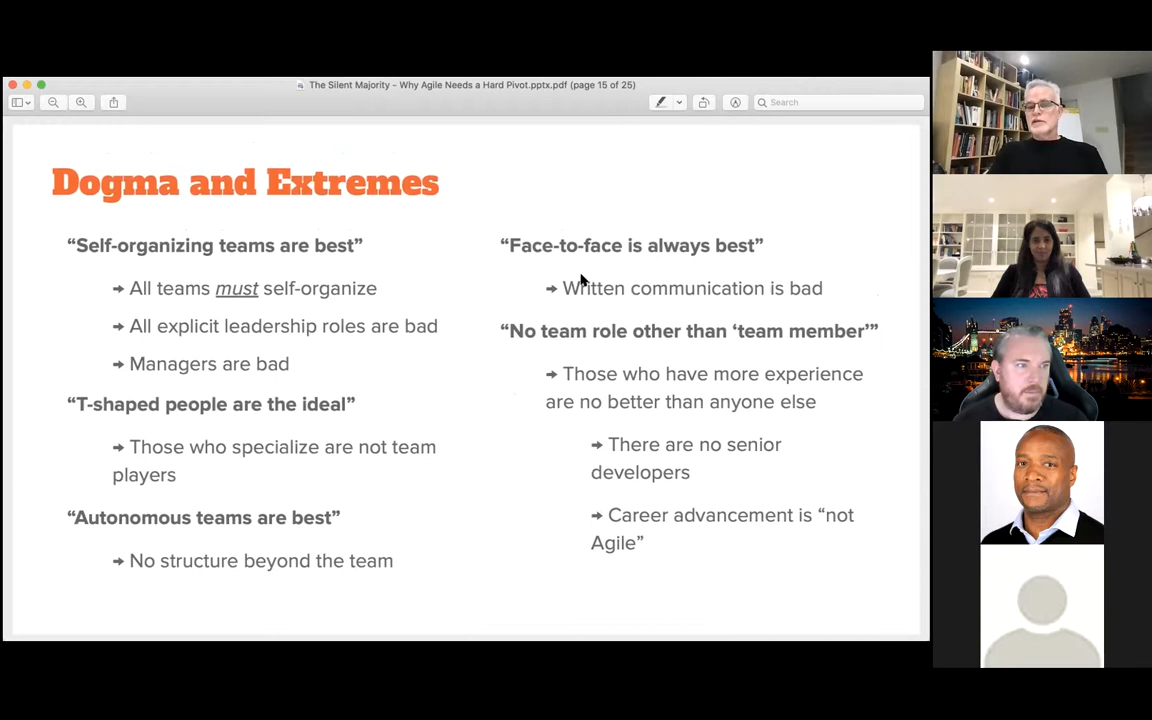 The Silent Majority - Why Agile Needs a Hard Pivot.pptx.pdf (page 15 of 25)
Search
Dogma and Extremes
“Self-organizing teams are best”
➔ All teams must self-organize
➔ All explicit leadership roles are bad
➔ Managers are bad
“T-shaped people are the ideal”
➔ Those who specialize are not team
players
“Autonomous teams are best”
➔ No structure beyond the team
“Face-to-face is always best”
➔ Written communication is bad
“No team role other than ‘team member’”
➔ Those who have more experience
are no better than anyone else
➔ There are no senior
developers
➔ Career advancement is “not
Agile”